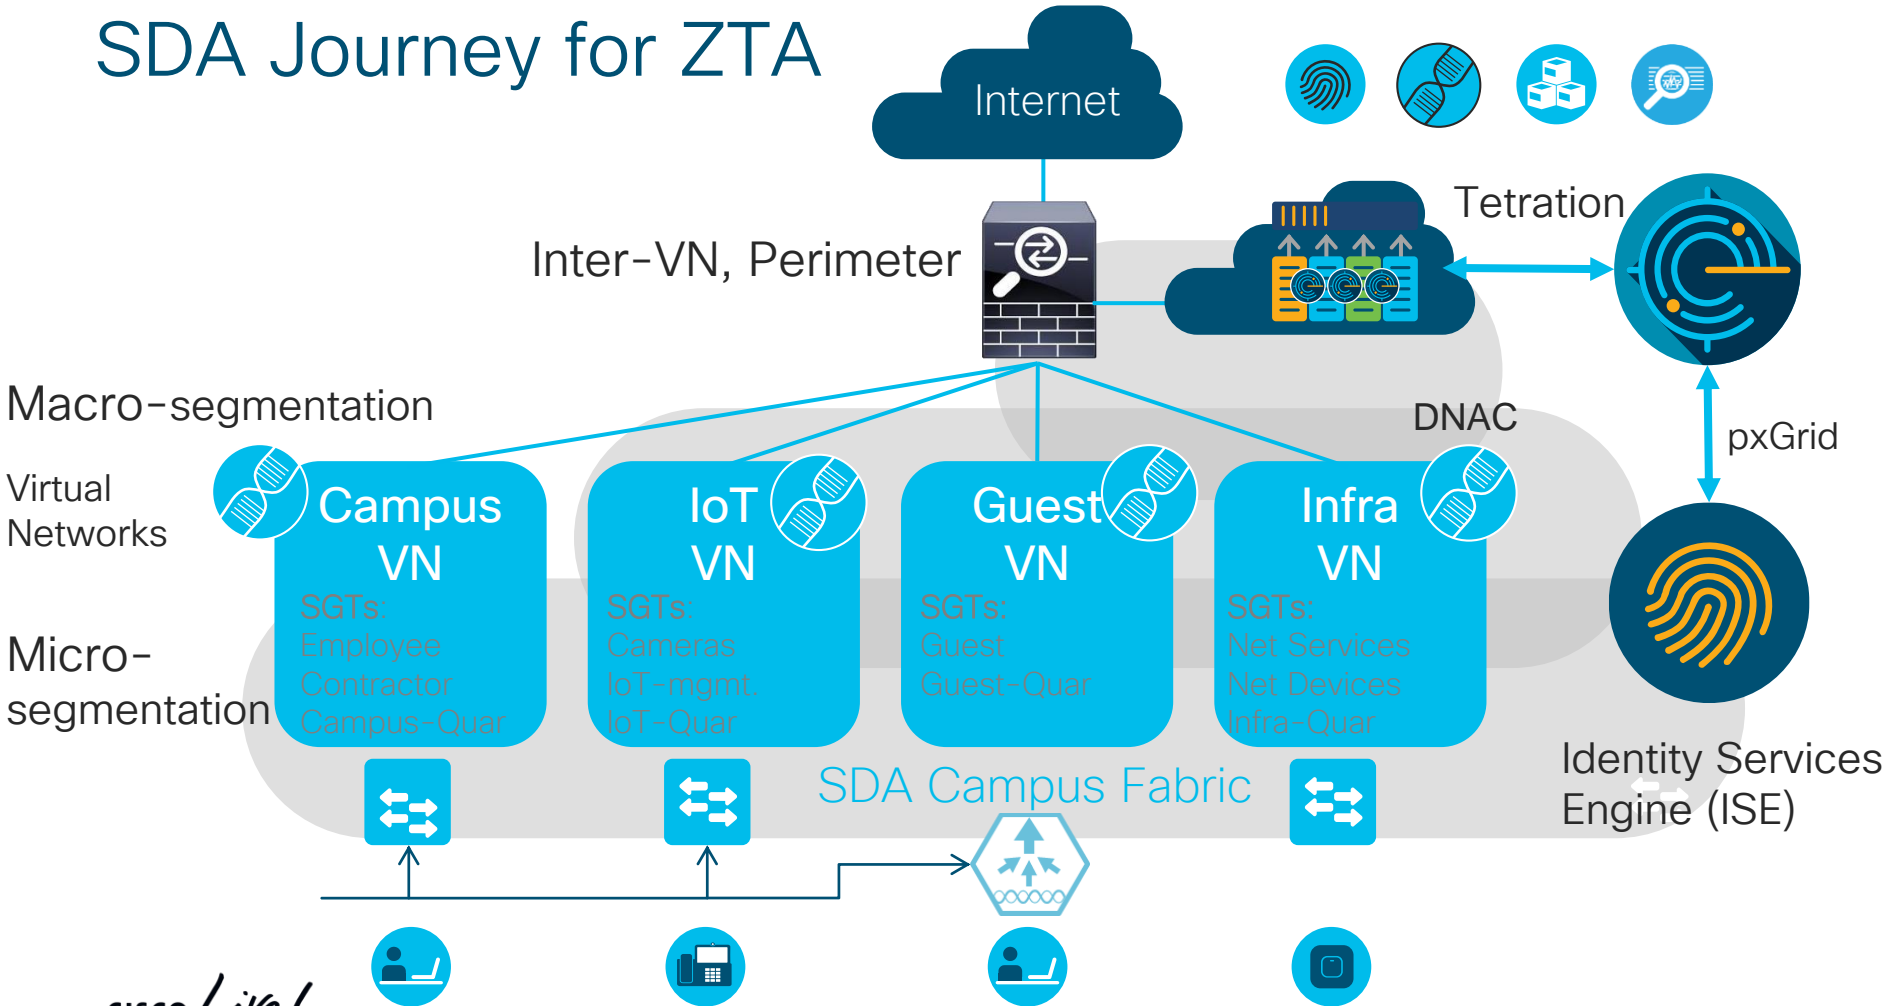 SDA Journey for ZTA
Internet
Tetration
Inter-VN, Perimeter
Macro-segmentation
DNAC
pxGrid
Virtual
Networks
Campus
VN
SGTs:
Employee
Contractor
Campus-Quar
IoT
VN
SGTs:
Cameras
IoT-mgmt.
IoT-Quar
Guest
VN
SGTs:
Guest
Guest-Quar
Infra
VN
SGTs:
Net Services
Net Devices
Infra-Quar
Micro-
segmentation
SDA Campus Fabric
Identity Services
Engine (ISE)
cisco Live!